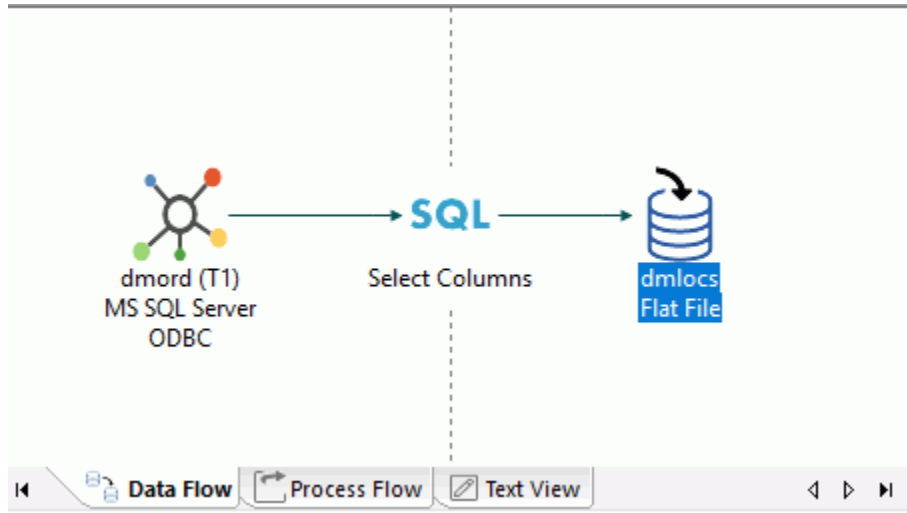 dmord (T1)
MS SQL Server
ODBC
SQL
Select Columns
dmlocs
Flat File
Data Flow
Process Flow
Text View